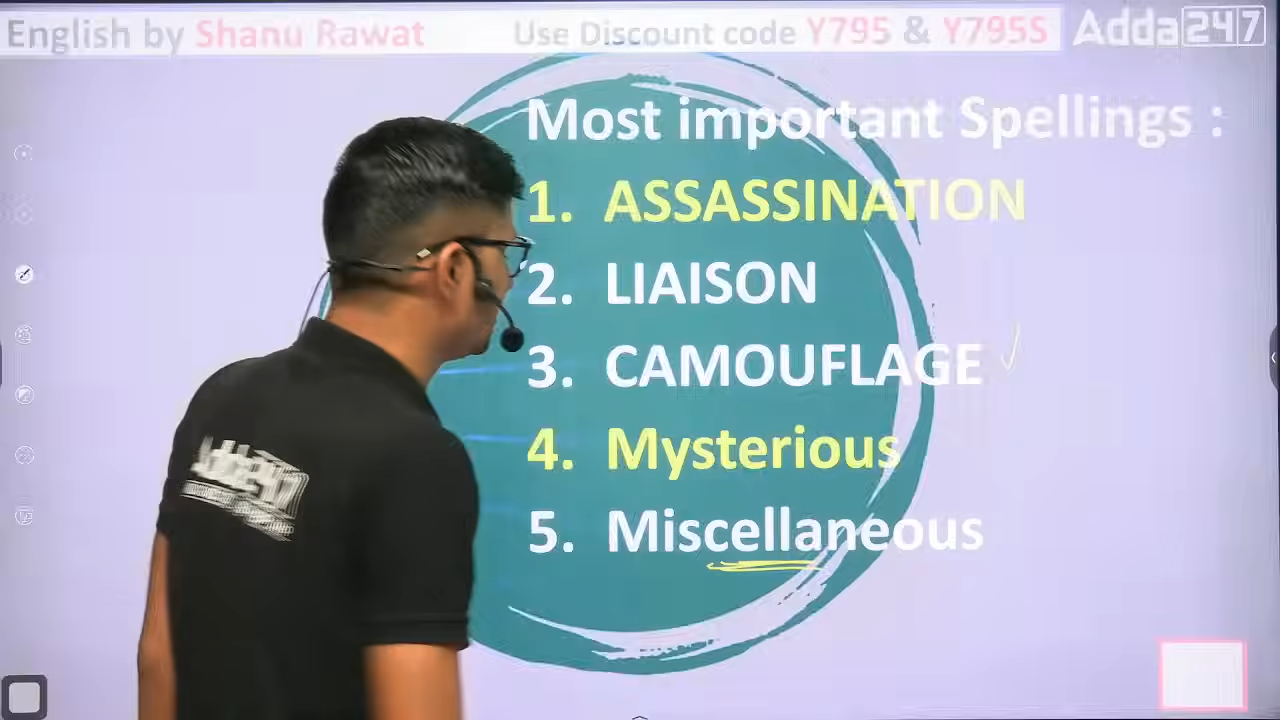 English by Shanu Rawat
Use Discount code Y795 & Y795S
Adda247
Most important Spellings :
1. ASSASSINATION
2. LIAISON
3. CAMOUFLAGE
4. Mysterious
5. Miscellaneous
Adda247